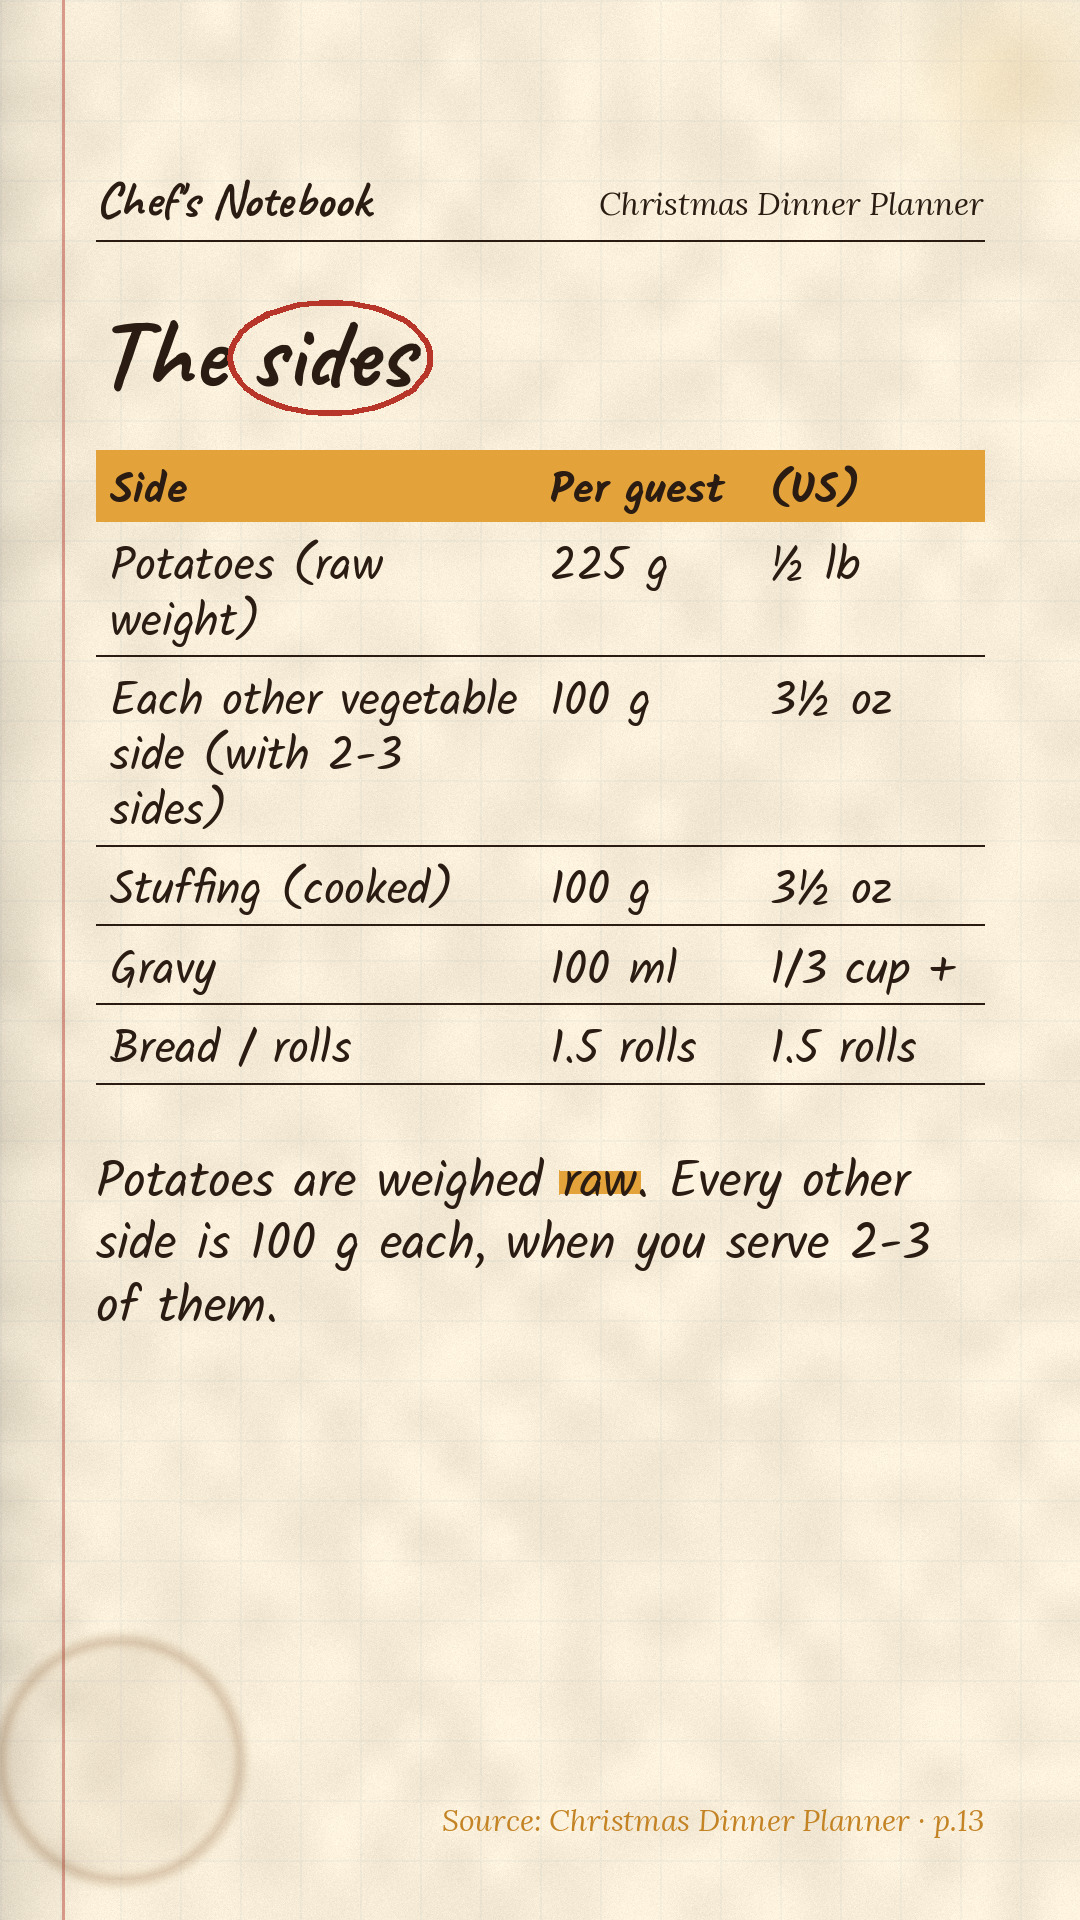 Chef's Notebook
Christmas Dinner Planner
The sides
Side Per guest (US)
Potatoes (raw 225 g ½ lb
weight)
Each other vegetable 100 g 3½ oz
side (with 2-3
sides)
Stuffing (cooked) 100 g 3½ oz
Gravy 100 ml 1/3 cup +
Bread / rolls 1.5 rolls 1.5 rolls
Potatoes are weighed raw. Every other
side is 100 g each, when you serve 2-3
of them.
Source: Christmas Dinner Planner · p.13